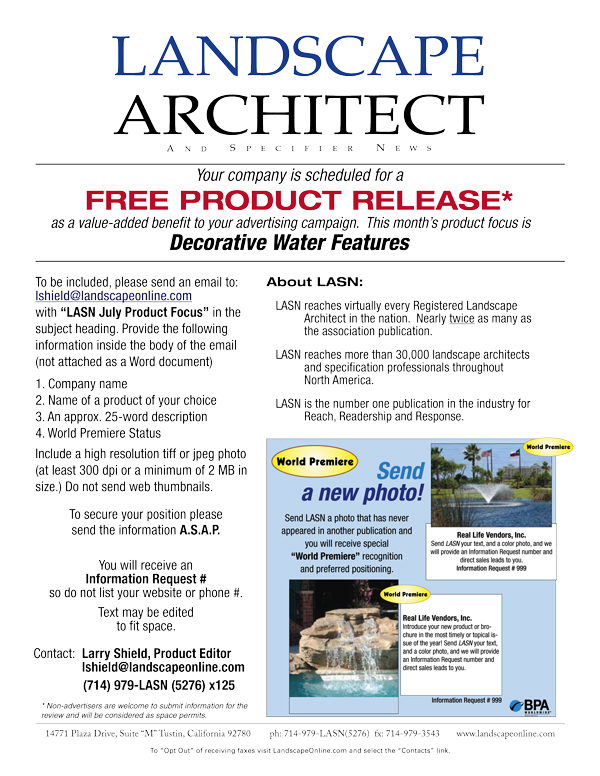 LANDSCAPE
ARCHITECT
AND SPECIFIER NEWS
Your company is scheduled for a
FREE PRODUCT RELEASE*
as a value-added benefit to your advertising campaign. This month's product focus is
Decorative Water Features
To be included, please send an email to:
lshield@landscapeonline.com
with “LASN July Product Focus” in the
subject heading. Provide the following
information inside the body of the email
(not attached as a Word document)
1. Company name
2. Name of a product of your choice
3. An approx. 25-word description
4. World Premiere Status
Include a high resolution tiff or jpeg photo
(at least 300 dpi or a minimum of 2 MB in
size.) Do not send web thumbnails.
To secure your position please
send the information A.S.A.P.
You will receive an
Information Request #
so do not list your website or phone #.
Text may be edited
to fit space.
Contact: Larry Shield, Product Editor
lshield@landscapeonline.com
(714) 979-LASN (5276) x125
* Non-advertisers are welcome to submit information for the
review and will be considered as space permits.
About LASN:
LASN reaches virtually every Registered Landscape
Architect in the nation. Nearly twice as many as
the association publication.
LASN reaches more than 30,000 landscape architects
and specification professionals throughout
North America.
LASN is the number one publication in the industry for
Reach, Readership and Response.
World Premiere
Send
a new photo!
Send LASN a photo that has never
appeared in another publication and
you will receive special
“World Premiere” recognition
and preferred positioning.
World Premiere
Real Life Vendors, Inc.
Send LASN your text, and a color photo, and we
will provide an Information Request number and
direct sales leads to you.
Information Request # 999
World Premiere
Real Life Vendors, Inc.
Introduce your new product or bro-
chure in the most timely or topical is-
sue of the year! Send LASN your text,
and a color photo, and we will provide
an Information Request number and
direct sales leads to you.
Information Request # 999
BPA
WORLDWIDE
14771 Plaza Drive, Suite “M” Tustin, California 92780 ph: 714-979-LASN(5276) fx: 714-979-3543 www.landscapeonline.com
To “Opt Out” of receiving faxes visit LandscapeOnline.com and select the “Contacts” link.